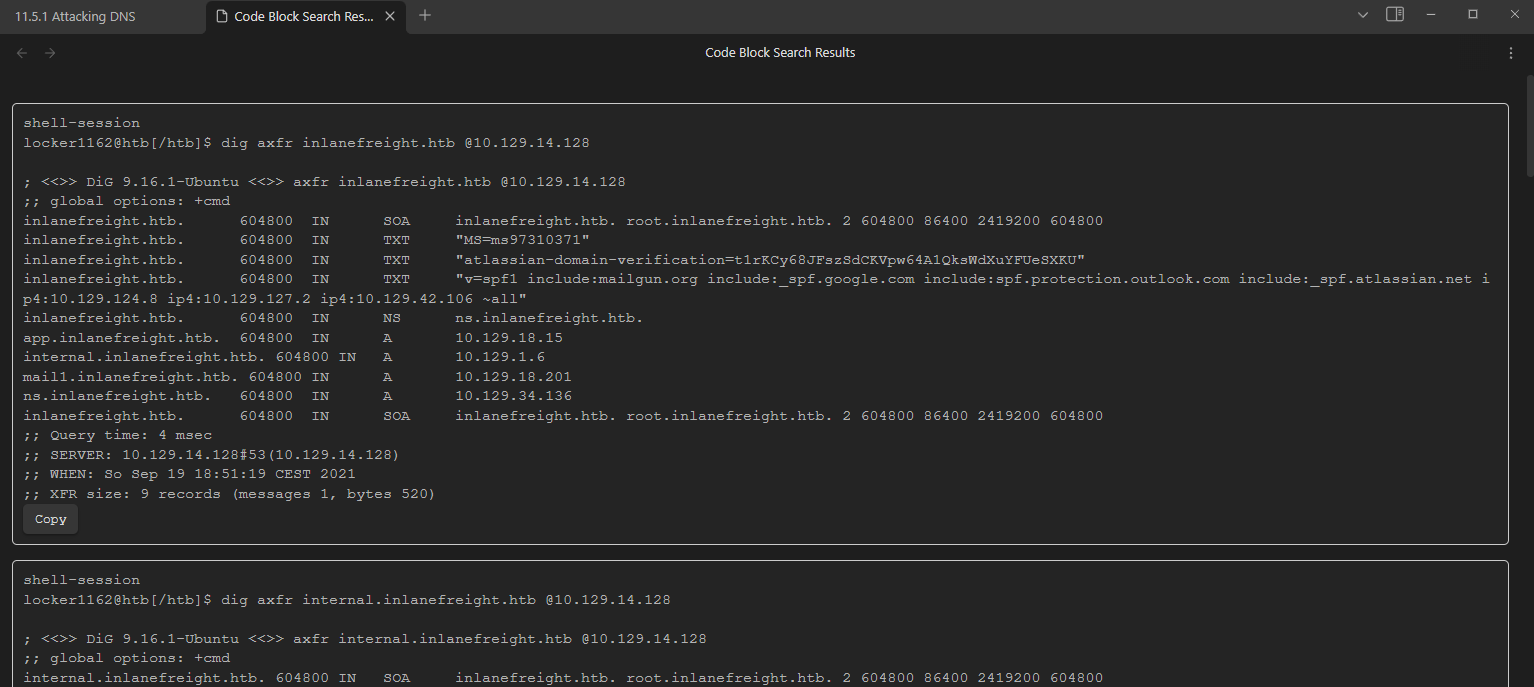 11.5.1 Attacking DNS
Code Block Search Res...
Code Block Search Results
shell-session
locker1162@htb[/htb]$ dig axfr inlanefreight.htb @10.129.14.128
; <<>> DiG 9.16.1-Ubuntu <<>> axfr inlanefreight.htb @10.129.14.128
;; global options: +cmd
inlanefreight.htb. 604800 IN SOA inlanefreight.htb. root.inlanefreight.htb. 2 604800 86400 2419200 604800
inlanefreight.htb. 604800 IN TXT "MS=ms97310371"
inlanefreight.htb. 604800 IN TXT "atlassian-domain-verification=t1rKCy68JFszSdCKVpw64A1QksWdXuYFUeSXKU"
inlanefreight.htb. 604800 IN TXT "v=spf1 include:mailgun.org include:_spf.google.com include:spf.protection.outlook.com include:_spf.atlassian.net i
p4:10.129.124.8 ip4:10.129.127.2 ip4:10.129.42.106 ~all"
inlanefreight.htb. 604800 IN NS ns.inlanefreight.htb.
app.inlanefreight.htb. 604800 IN A 10.129.18.15
internal.inlanefreight.htb. 604800 IN A 10.129.1.6
mail1.inlanefreight.htb. 604800 IN A 10.129.18.201
ns.inlanefreight.htb. 604800 IN A 10.129.34.136
inlanefreight.htb. 604800 IN SOA inlanefreight.htb. root.inlanefreight.htb. 2 604800 86400 2419200 604800
;; Query time: 4 msec
;; SERVER: 10.129.14.128#53(10.129.14.128)
;; WHEN: So Sep 19 18:51:19 CEST 2021
;; XFR size: 9 records (messages 1, bytes 520)
Copy
shell-session
locker1162@htb[/htb]$ dig axfr internal.inlanefreight.htb @10.129.14.128
; <<>> DiG 9.16.1-Ubuntu <<>> axfr internal.inlanefreight.htb @10.129.14.128
;; global options: +cmd
internal.inlanefreight.htb. 604800 IN SOA inlanefreight.htb. root.inlanefreight.htb. 2 604800 86400 2419200 604800